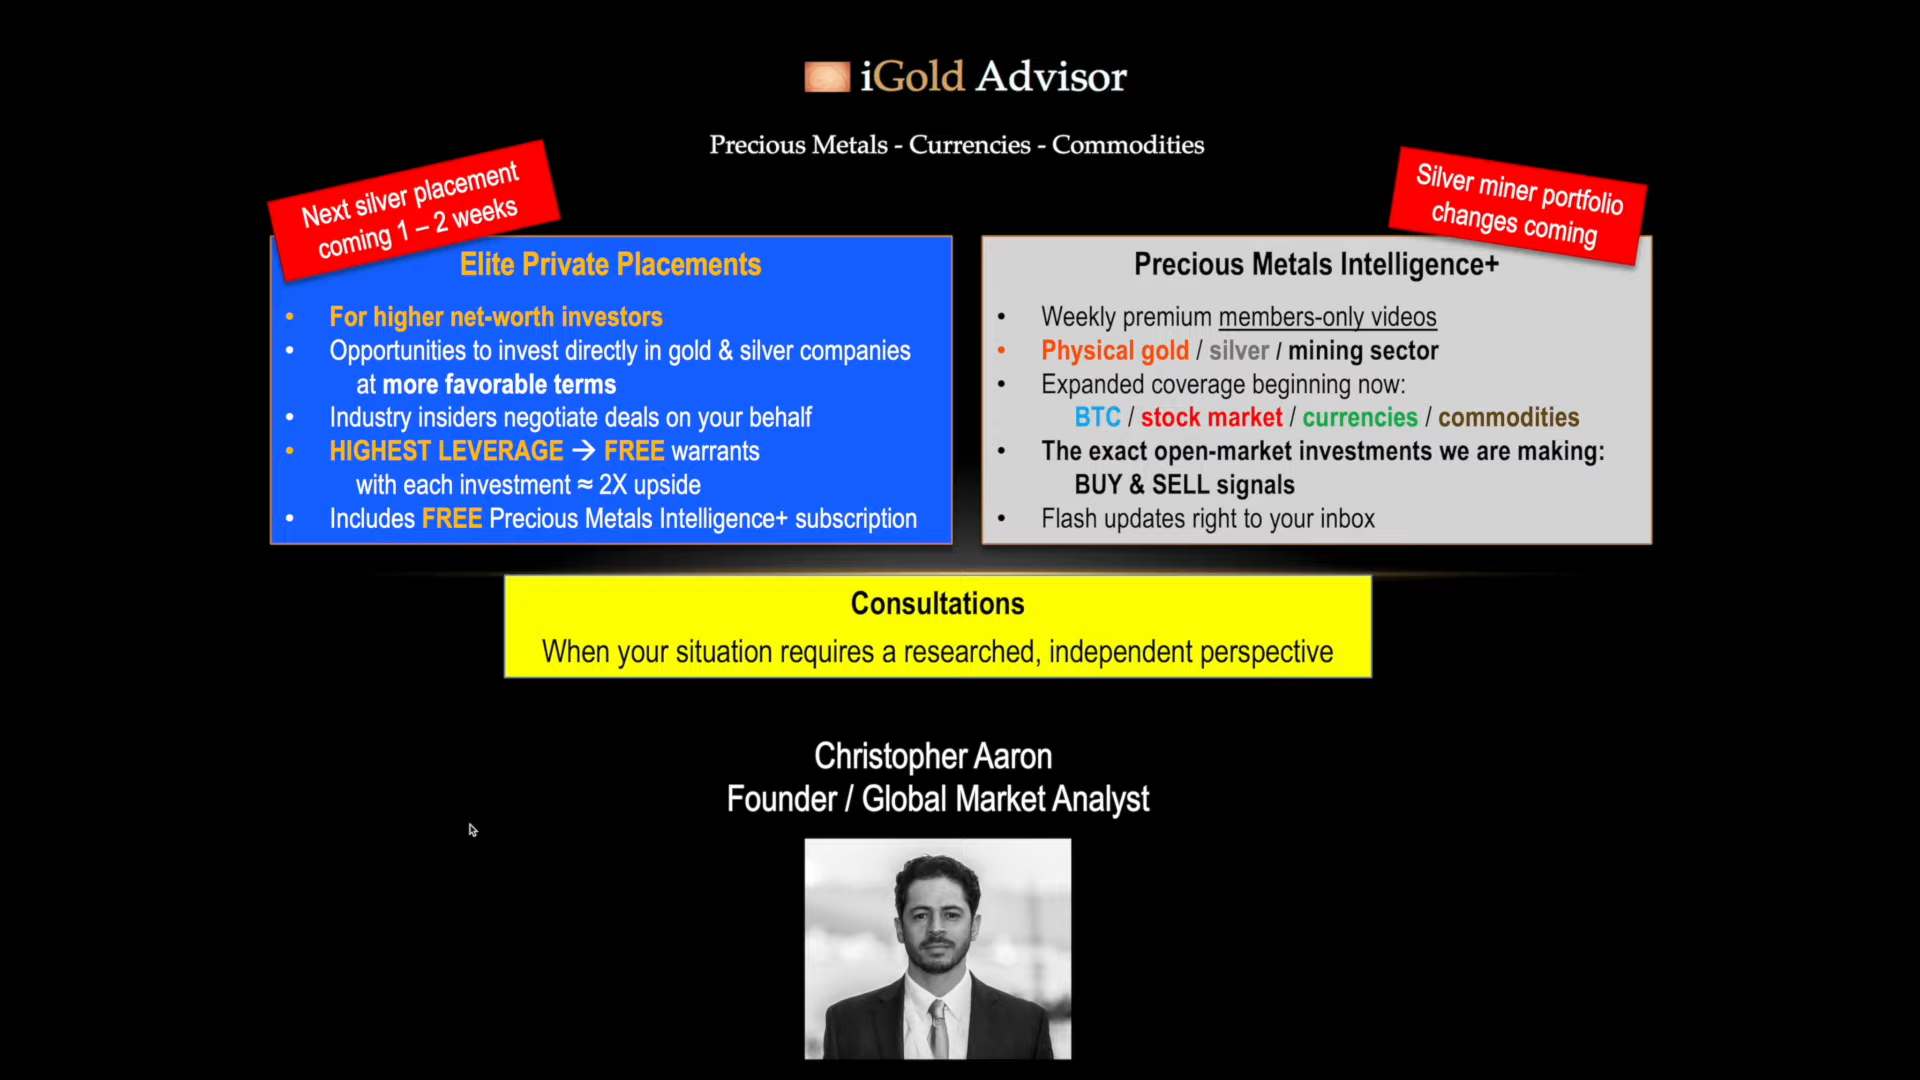 iGold Advisor
Precious Metals - Currencies - Commodities
Next silver placement
coming 1 – 2 weeks
Elite Private Placements
• For higher net-worth investors
• Opportunities to invest directly in gold & silver companies
at more favorable terms
• Industry insiders negotiate deals on your behalf
• HIGHEST LEVERAGE → FREE warrants
with each investment ≈ 2X upside
• Includes FREE Precious Metals Intelligence+ subscription
Silver miner portfolio
changes coming
Precious Metals Intelligence+
• Weekly premium members-only videos
• Physical gold / silver / mining sector
• Expanded coverage beginning now:
BTC / stock market / currencies / commodities
• The exact open-market investments we are making:
BUY & SELL signals
• Flash updates right to your inbox
Consultations
When your situation requires a researched, independent perspective
Christopher Aaron
Founder / Global Market Analyst